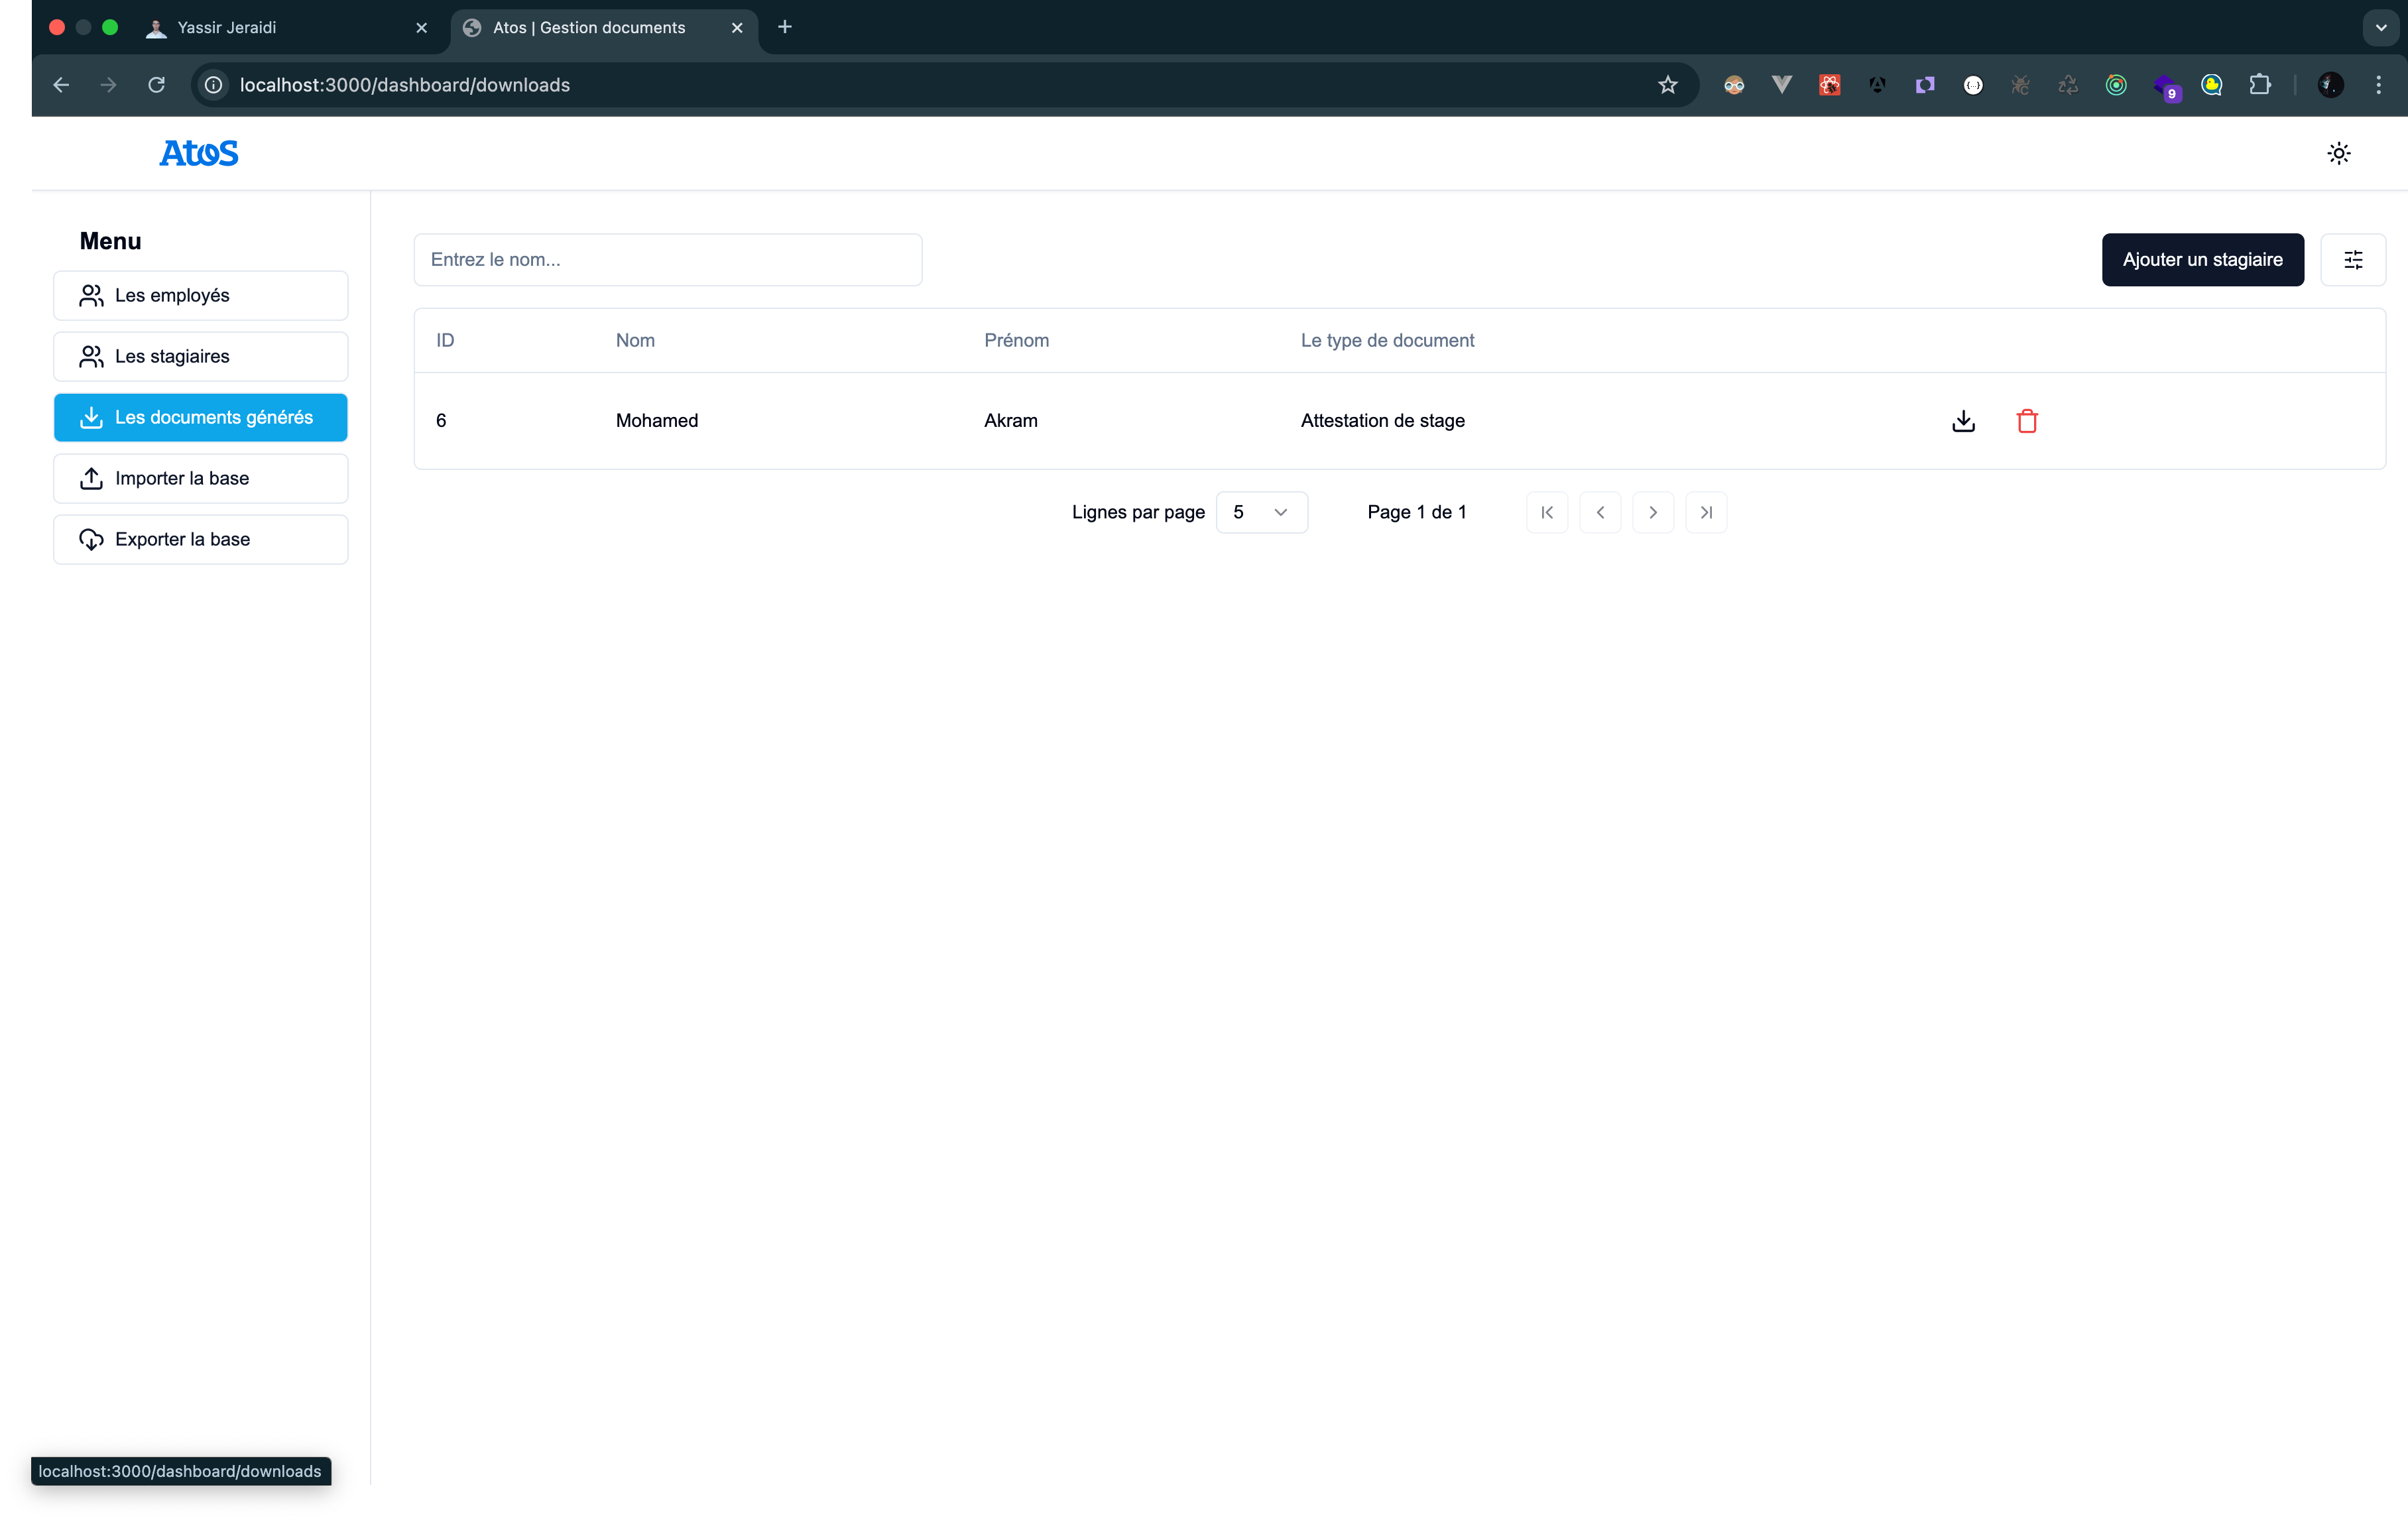 Yassir Jeraidi
Atos | Gestion documents
localhost:3000/dashboard/downloads
9
Atos
Menu
Les employés
Les stagiaires
Les documents générés
Importer la base
Exporter la base
Entrez le nom...
Ajouter un stagiaire
ID Nom Prénom Le type de document
6 Mohamed Akram Attestation de stage
Lignes par page 5 Page 1 de 1
localhost:3000/dashboard/downloads